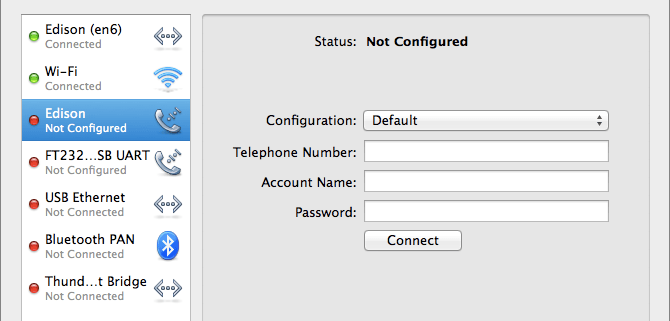 Edison (en6)
Connected
Wi-Fi
Connected
Edison
Not Configured
FT232...SB UART
Not Configured
USB Ethernet
Not Connected
Bluetooth PAN
Not Connected
Thund...t Bridge
Not Connected
Status: Not Configured
Configuration: Default
Telephone Number:
Account Name:
Password:
Connect